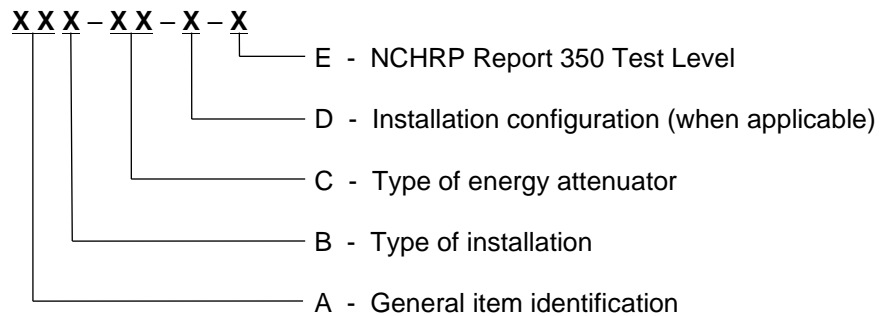 X X X – X X – X – X
E - NCHRP Report 350 Test Level
D - Installation configuration (when applicable)
C - Type of energy attenuator
B - Type of installation
A - General item identification